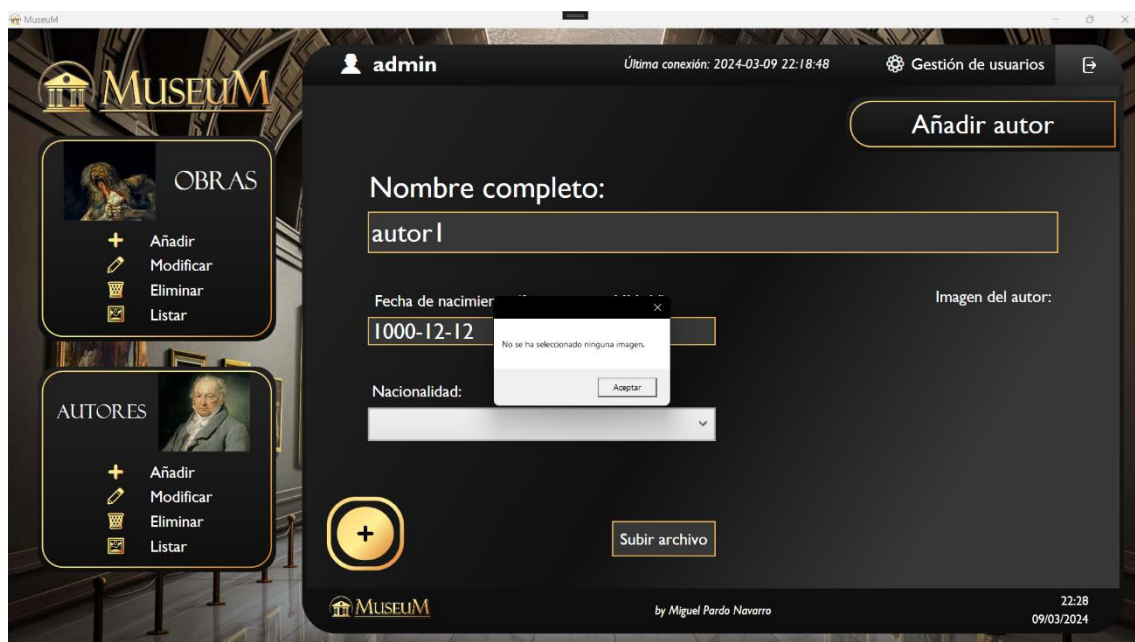 MuseuM
MUSEUM
admin
Última conexión: 2024-03-09 22:18:48
Gestión de usuarios
Añadir autor
OBRAS
Añadir
Modificar
Eliminar
Listar
AUTORES
Añadir
Modificar
Eliminar
Listar
Nombre completo:
autor1
Fecha de nacimien
1000-12-12
Imagen del autor:
No se ha seleccionado ninguna imagen.
Aceptar
Nacionalidad:
+
Subir archivo
MUSEUM
by Miguel Pardo Navarro
22:28
09/03/2024